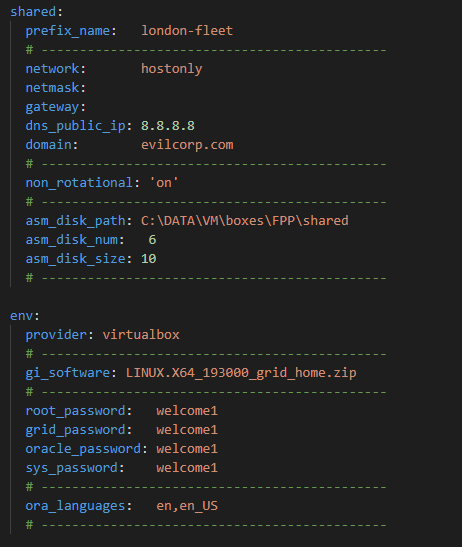 shared:
  prefix_name:   london-fleet
  # ---------------------------------------------
  network:       hostonly
  netmask:
  gateway:
  dns_public_ip: 8.8.8.8
  domain:        evilcorp.com
  # ---------------------------------------------
  non_rotational: 'on'
  # ---------------------------------------------
  asm_disk_path: C:\DATA\VM\boxes\FPP\shared
  asm_disk_num:   6
  asm_disk_size: 10
  # ---------------------------------------------

env:
  provider: virtualbox
  # ---------------------------------------------
  gi_software: LINUX.X64_193000_grid_home.zip
  # ---------------------------------------------
  root_password:   welcome1
  grid_password:   welcome1
  oracle_password: welcome1
  sys_password:    welcome1
  # ---------------------------------------------
  ora_languages:   en,en_US
  # ---------------------------------------------